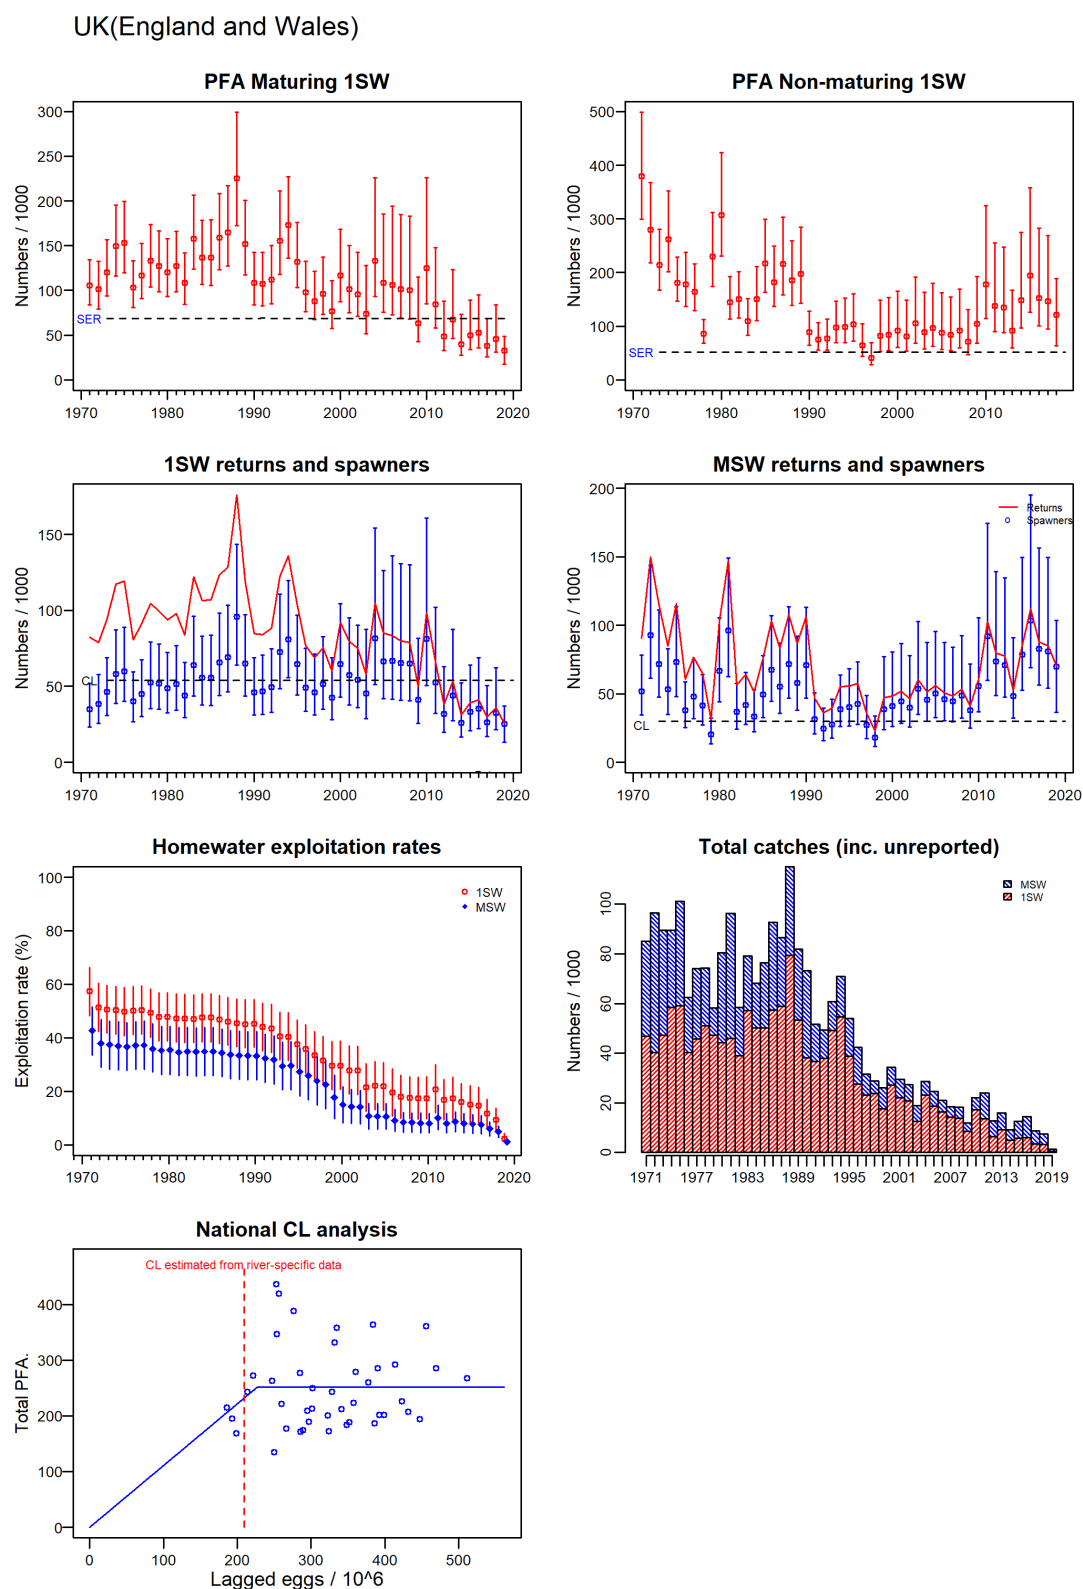 UK(England and Wales)
PFA Maturing 1SW
Numbers / 1000
300
250
200
150
100
50
0
SER
1970 1980 1990 2000 2010 2020
PFA Non-maturing 1SW
Numbers / 1000
500
400
300
200
100
0
SER
1970 1980 1990 2000 2010
1SW returns and spawners
Numbers / 1000
150
100
50
0
CL
1970 1980 1990 2000 2010 2020
MSW returns and spawners
Numbers / 1000
200
150
100
50
0
CL
Returns
Spawners
1970 1980 1990 2000 2010 2020
Homewater exploitation rates
Exploitation rate (%)
100
80
60
40
20
0
1SW
MSW
1970 1980 1990 2000 2010 2020
Total catches (inc. unreported)
Numbers / 1000
100
80
60
40
20
0
MSW
1SW
1971 1977 1983 1989 1995 2001 2007 2013 2019
National CL analysis
CL estimated from river-specific data
Total PFA.
400
300
200
100
0
0 100 200 300 400 500
Lagged eggs / 10^6